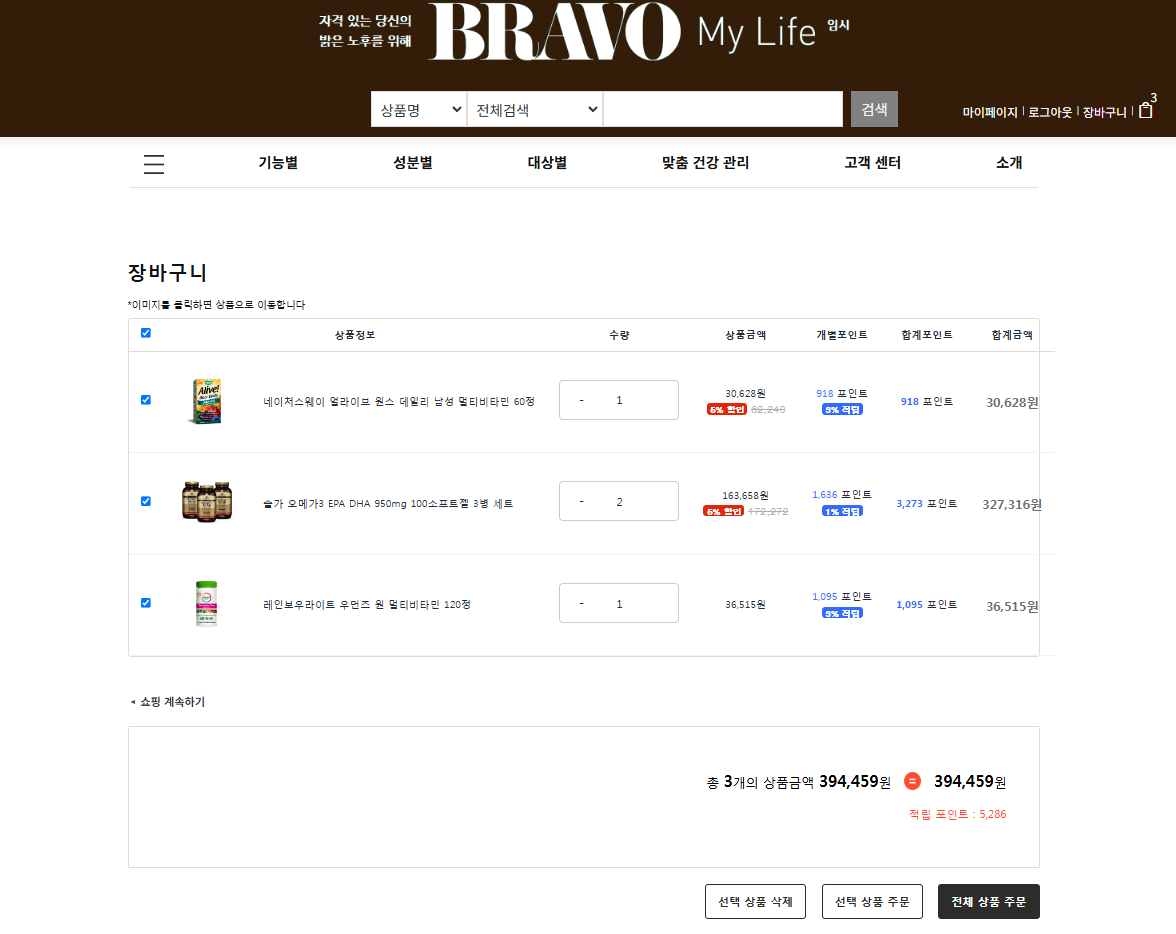 자격 있는 당신의
밝은 노후를 위해
BRAVO My Life 임시
상품명 전체검색 검색
마이페이지 | 로그아웃 | 장바구니 | 3
기능별 성분별 대상별 맞춤 건강 관리 고객 센터 소개
장바구니
*이미지를 클릭하면 상품으로 이동합니다
상품정보 수량 상품금액 개별포인트 합계포인트 합계금액
Alive!
네이처스웨이 얼라이브 원스 데일리 남성 멀티비타민 60정 - 1 30,628원 918 포인트 918 포인트 30,628원
6% 할인 62,240 3% 적립
솔가 오메가3 EPA DHA 950mg 100소프트젤 3병 세트 - 2 163,658원 1,636 포인트 3,273 포인트 327,316원
5% 할인 172,272 1% 적립
레인보우라이트 우먼즈 원 멀티비타민 120정 - 1 36,515원 1,095 포인트 1,095 포인트 36,515원
3% 적립
◂ 쇼핑 계속하기
총 3개의 상품금액 394,459원 = 394,459원
적립 포인트 : 5,286
선택 상품 삭제 선택 상품 주문 전체 상품 주문